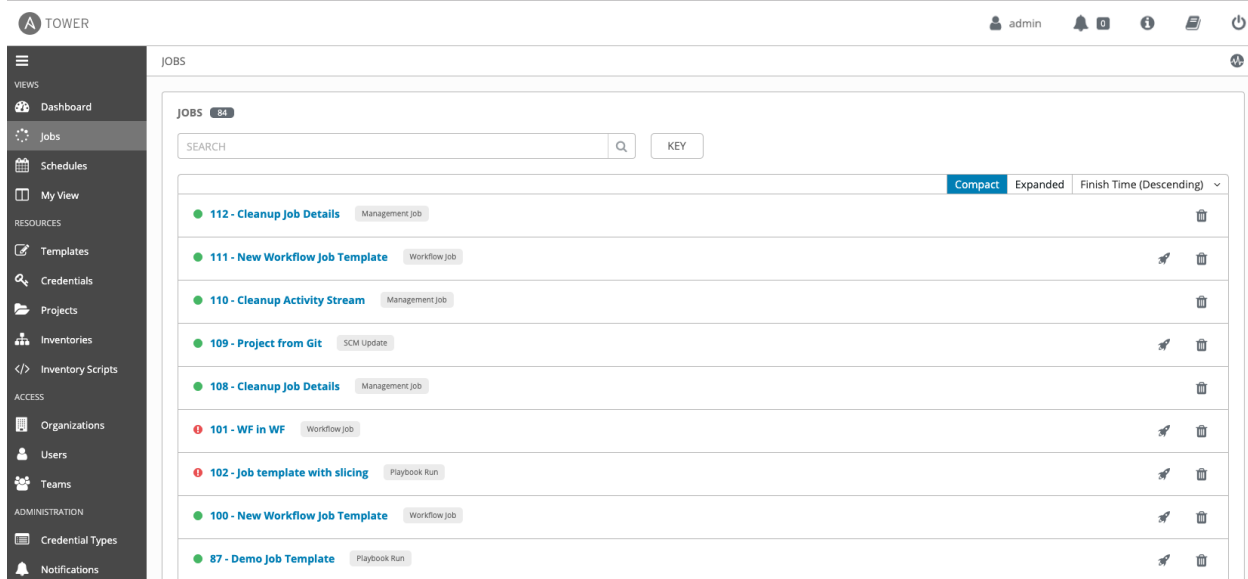 A TOWER
admin 0
JOBS
VIEWS
Dashboard
Jobs
Schedules
My View
RESOURCES
Templates
Credentials
Projects
Inventories
Inventory Scripts
ACCESS
Organizations
Users
Teams
ADMINISTRATION
Credential Types
Notifications
JOBS 84
SEARCH KEY
Compact Expanded Finish Time (Descending)
112 - Cleanup Job Details Management Job
111 - New Workflow Job Template Workflow Job
110 - Cleanup Activity Stream Management Job
109 - Project from Git SCM Update
108 - Cleanup Job Details Management Job
101 - WF in WF Workflow Job
102 - Job template with slicing Playbook Run
100 - New Workflow Job Template Workflow Job
87 - Demo Job Template Playbook Run